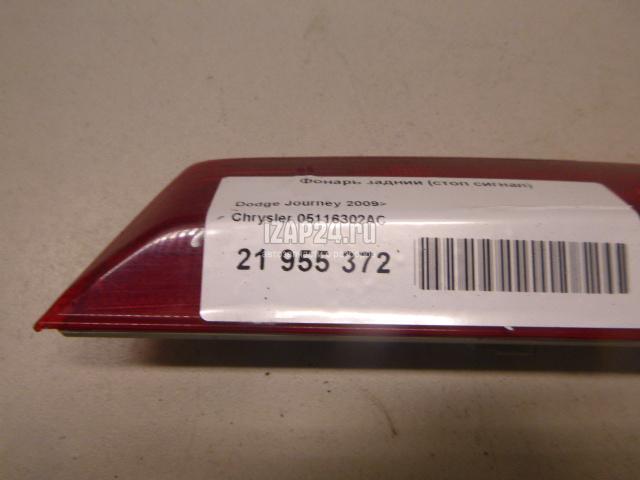 Фонарь задний (стоп сигнал)
Dodge Journey 2009>
Chrysler 05116302AC
IZAP24.ru
21 955 372